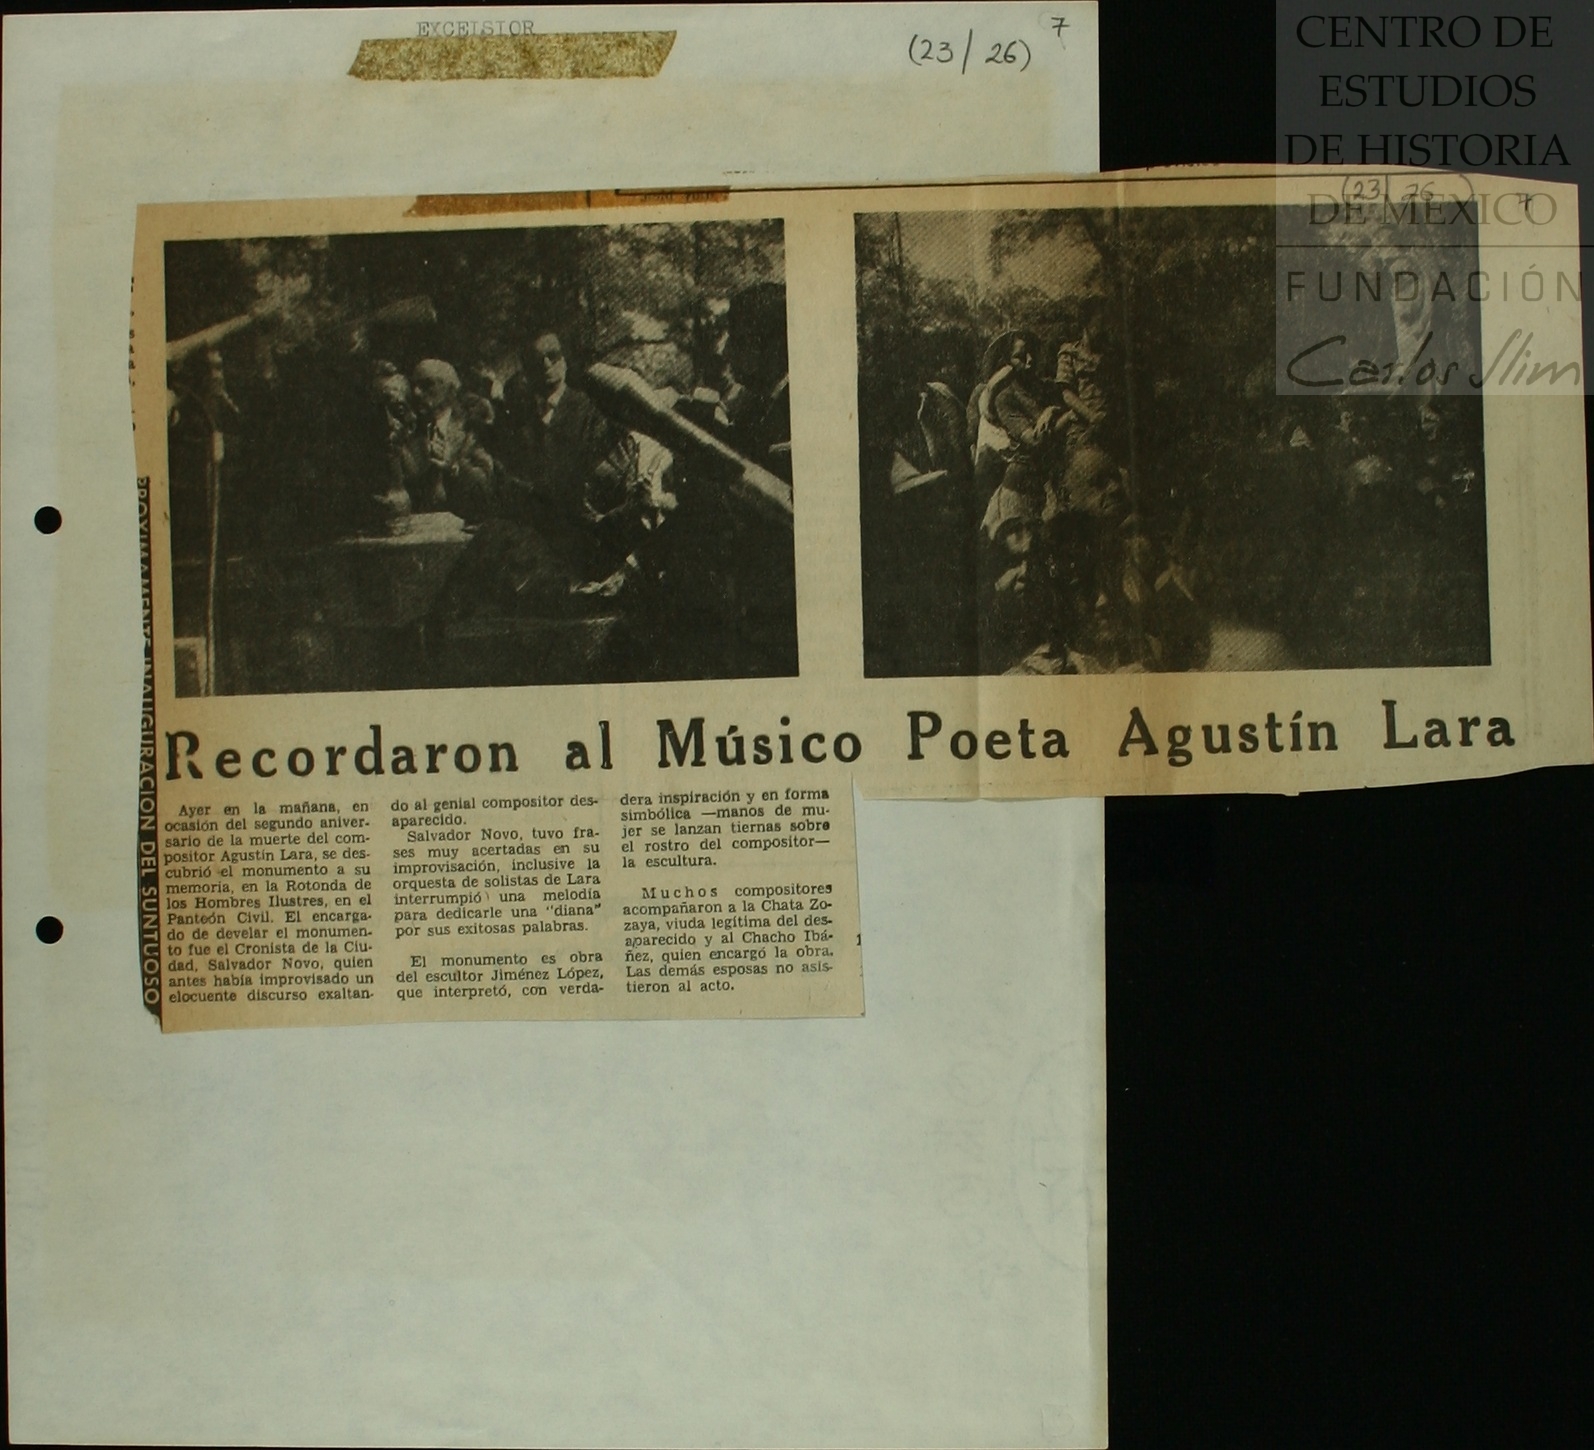 EXCELSIOR
(23/26) 7
CENTRO DE
ESTUDIOS
DE HISTORIA
DE MÉXICO
FUNDACIÓN
Carlos Slim
(23/26) 7
Recordaron al Músico Poeta Agustín Lara
Ayer en la mañana, en
ocasión del segundo aniver-
sario de la muerte del com-
positor Agustín Lara, se des-
cubrió el monumento a su
memoria, en la Rotonda de
los Hombres Ilustres, en el
Panteón Civil. El encarga-
do de develar el monumen-
to fue el Cronista de la Ciu-
dad, Salvador Novo, quien
antes había improvisado un
elocuente discurso exaltan-
do al genial compositor des-
aparecido.
Salvador Novo, tuvo fra-
ses muy acertadas en su
improvisación, inclusive la
orquesta de solistas de Lara
interrumpió una melodía
para dedicarle una "diana"
por sus exitosas palabras.
El monumento es obra
del escultor Jiménez López,
que interpretó, con verda-
dera inspiración y en forma
simbólica —manos de mu-
jer se lanzan tiernas sobre
el rostro del compositor—
la escultura.
Muchos compositores
acompañaron a la Chata Zo-
zaya, viuda legítima del des-
aparecido y al Chacho Ibá-
ñez, quien encargó la obra.
Las demás esposas no asis-
tieron al acto.
PROXIMAMENTE INAUGURACION DEL SUNTUOSO